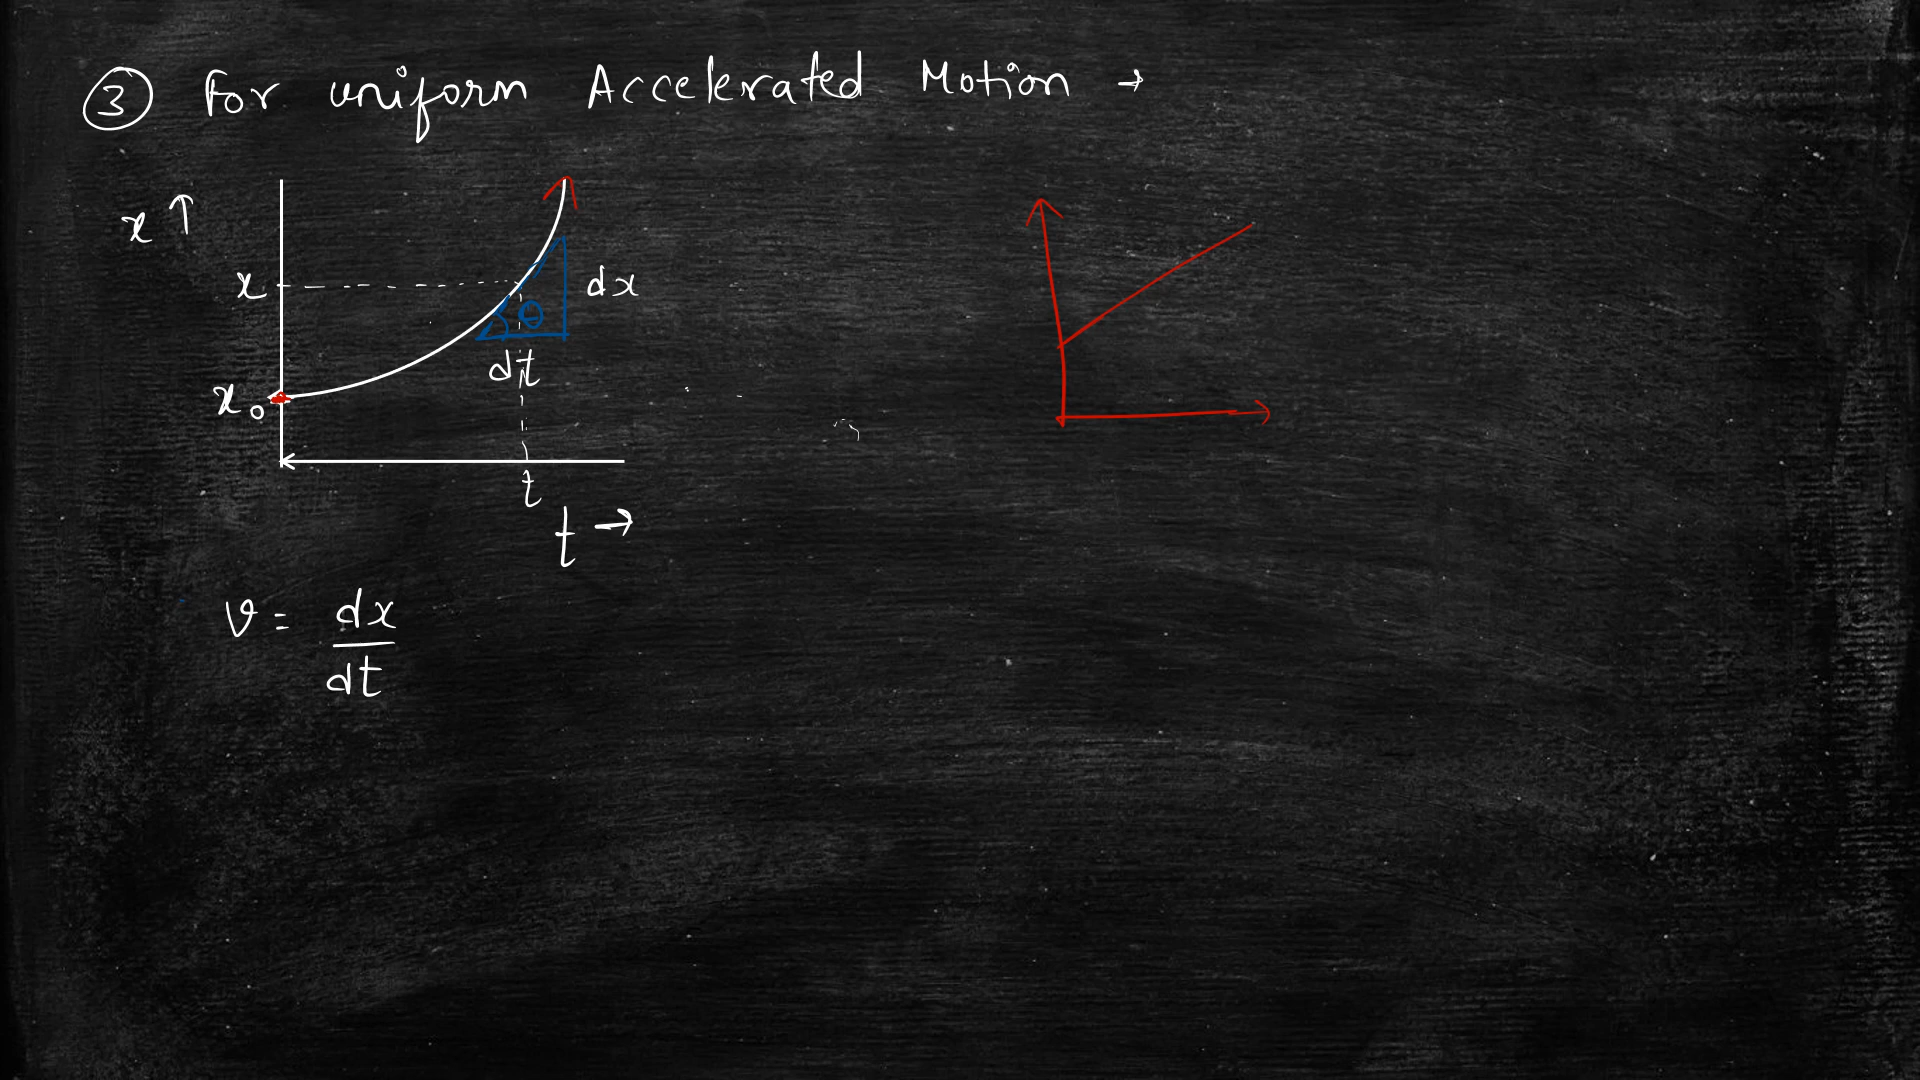 ③ For uniform Accelerated Motion →
x ↑
x
dx
θ
dt
x₀
t
t →
v = dx/dt